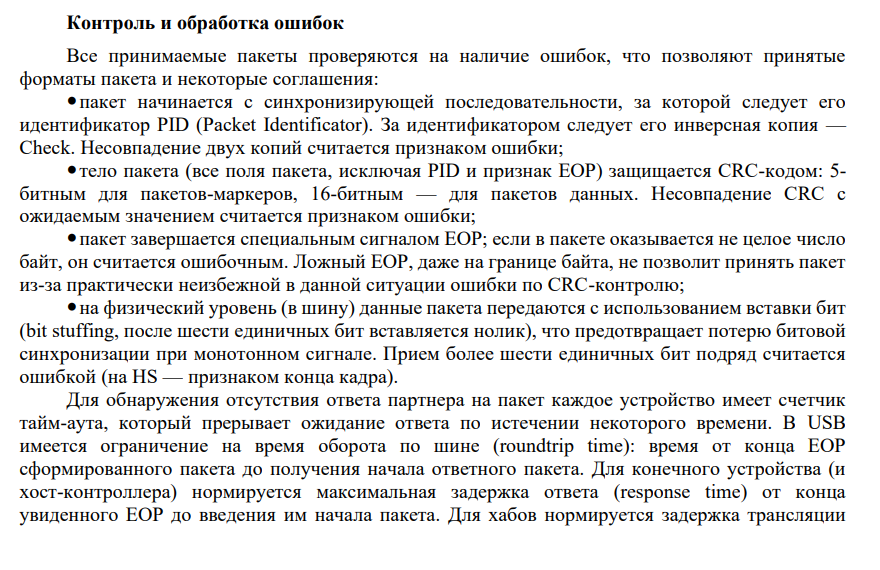 Контроль и обработка ошибок
Все принимаемые пакеты проверяются на наличие ошибок, что позволяют принятые
форматы пакета и некоторые соглашения:
•пакет начинается с синхронизирующей последовательности, за которой следует его
идентификатор PID (Packet Identificator). За идентификатором следует его инверсная копия —
Check. Несовпадение двух копий считается признаком ошибки;
•тело пакета (все поля пакета, исключая PID и признак EOP) защищается CRC-кодом: 5-
битным для пакетов-маркеров, 16-битным — для пакетов данных. Несовпадение CRC с
ожидаемым значением считается признаком ошибки;
•пакет завершается специальным сигналом EOP; если в пакете оказывается не целое число
байт, он считается ошибочным. Ложный EOP, даже на границе байта, не позволит принять пакет
из-за практически неизбежной в данной ситуации ошибки по CRC-контролю;
•на физический уровень (в шину) данные пакета передаются с использованием вставки бит
(bit stuffing, после шести единичных бит вставляется нолик), что предотвращает потерю битовой
синхронизации при монотонном сигнале. Прием более шести единичных бит подряд считается
ошибкой (на HS — признаком конца кадра).
Для обнаружения отсутствия ответа партнера на пакет каждое устройство имеет счетчик
тайм-аута, который прерывает ожидание ответа по истечении некоторого времени. В USB
имеется ограничение на время оборота по шине (roundtrip time): время от конца EOP
сформированного пакета до получения начала ответного пакета. Для конечного устройства (и
хост-контроллера) нормируется максимальная задержка ответа (response time) от конца
увиденного EOP до введения им начала пакета. Для хабов нормируется задержка трансляции